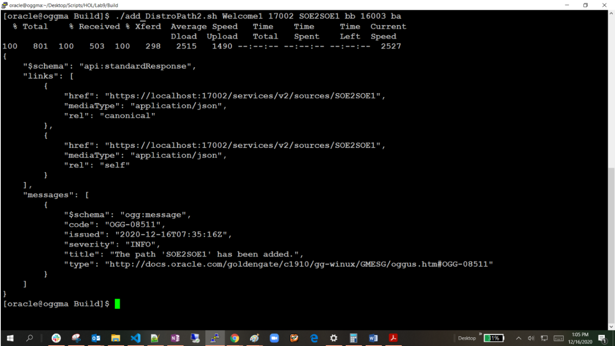 oracle@oggma:~/Desktop/Scripts/HOL/Lab9/Build
[oracle@oggma Build]$ ./add_DistroPath2.sh Welcome1 17002 SOE2SOE1 bb 16003 ba
  % Total    % Received % Xferd  Average Speed   Time    Time     Time  Current
                                 Dload  Upload   Total   Spent    Left  Speed
100   801  100   503  100   298   2515   1490 --:--:-- --:--:-- --:--:--  2527
{
    "$schema": "api:standardResponse",
    "links": [
        {
            "href": "https://localhost:17002/services/v2/sources/SOE2SOE1",
            "mediaType": "application/json",
            "rel": "canonical"
        },
        {
            "href": "https://localhost:17002/services/v2/sources/SOE2SOE1",
            "mediaType": "application/json",
            "rel": "self"
        }
    ],
    "messages": [
        {
            "$schema": "ogg:message",
            "code": "OGG-08511",
            "issued": "2020-12-16T07:35:16Z",
            "severity": "INFO",
            "title": "The path 'SOE2SOE1' has been added.",
            "type": "http://docs.oracle.com/goldengate/c1910/gg-winux/GMESG/oggus.htm#OGG-08511"
        }
    ]
}
[oracle@oggma Build]$
Desktop
1%
1:05 PM
12/16/2020